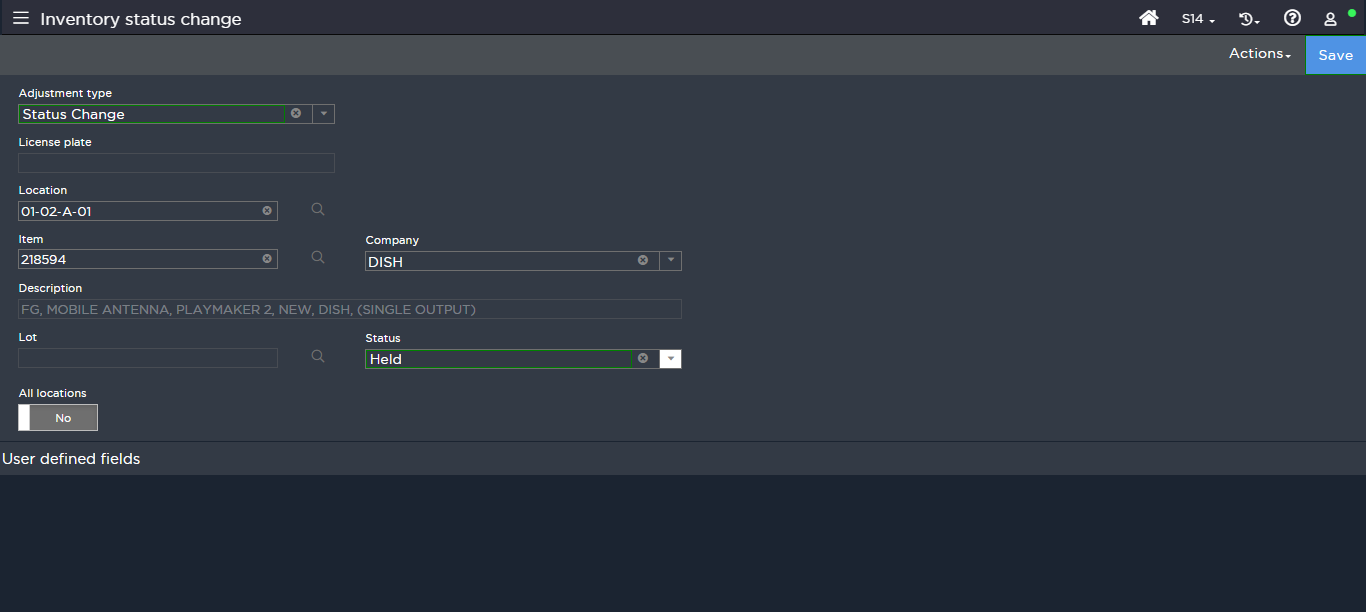 Inventory status change
S14
Actions
Save
Adjustment type
Status Change
License plate
Location
01-02-A-01
Item
218594
Company
DISH
Description
FG, MOBILE ANTENNA, PLAYMAKER 2, NEW, DISH, (SINGLE OUTPUT)
Lot
Status
Held
All locations
No
User defined fields